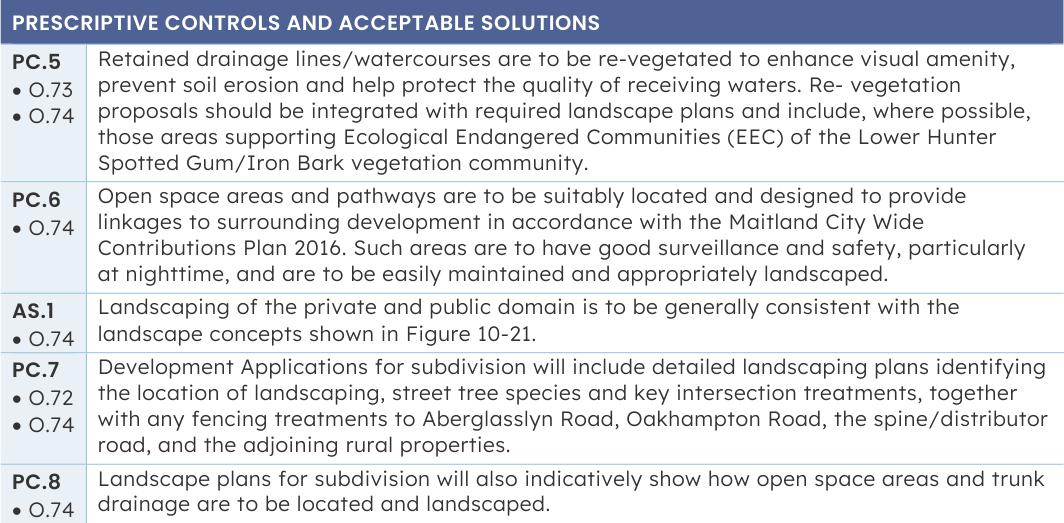 PRESCRIPTIVE CONTROLS AND ACCEPTABLE SOLUTIONS
PC.5
• O.73
• O.74
Retained drainage lines/watercourses are to be re-vegetated to enhance visual amenity,
prevent soil erosion and help protect the quality of receiving waters. Re- vegetation
proposals should be integrated with required landscape plans and include, where possible,
those areas supporting Ecological Endangered Communities (EEC) of the Lower Hunter
Spotted Gum/Iron Bark vegetation community.
PC.6
• O.74
Open space areas and pathways are to be suitably located and designed to provide
linkages to surrounding development in accordance with the Maitland City Wide
Contributions Plan 2016. Such areas are to have good surveillance and safety, particularly
at nighttime, and are to be easily maintained and appropriately landscaped.
AS.1
• O.74
Landscaping of the private and public domain is to be generally consistent with the
landscape concepts shown in Figure 10-21.
PC.7
• O.72
• O.74
Development Applications for subdivision will include detailed landscaping plans identifying
the location of landscaping, street tree species and key intersection treatments, together
with any fencing treatments to Aberglasslyn Road, Oakhampton Road, the spine/distributor
road, and the adjoining rural properties.
PC.8
• O.74
Landscape plans for subdivision will also indicatively show how open space areas and trunk
drainage are to be located and landscaped.